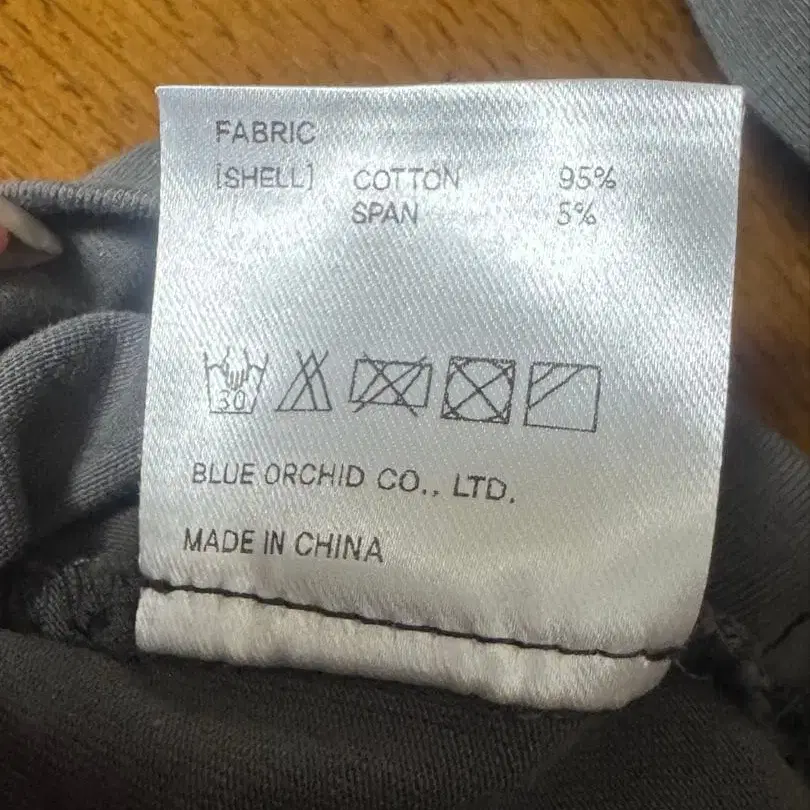 FABRIC
[SHELL] COTTON 95%
SPAN 5%
30
BLUE ORCHID CO., LTD.
MADE IN CHINA